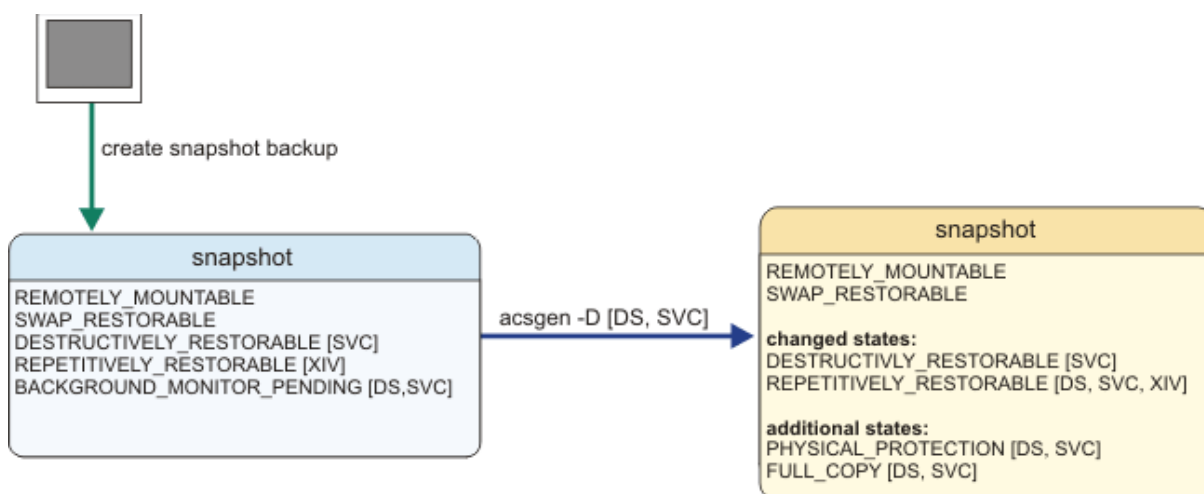 create snapshot backup
snapshot
REMOTELY_MOUNTABLE
SWAP_RESTORABLE
DESTRUCTIVELY_RESTORABLE [SVC]
REPETITIVELY_RESTORABLE [XIV]
BACKGROUND_MONITOR_PENDING [DS,SVC]
acsgen -D [DS, SVC]
snapshot
REMOTELY_MOUNTABLE
SWAP_RESTORABLE
changed states:
DESTRUCTIVLY_RESTORABLE [SVC]
REPETITIVELY_RESTORABLE [DS, SVC, XIV]
additional states:
PHYSICAL_PROTECTION [DS, SVC]
FULL_COPY [DS, SVC]